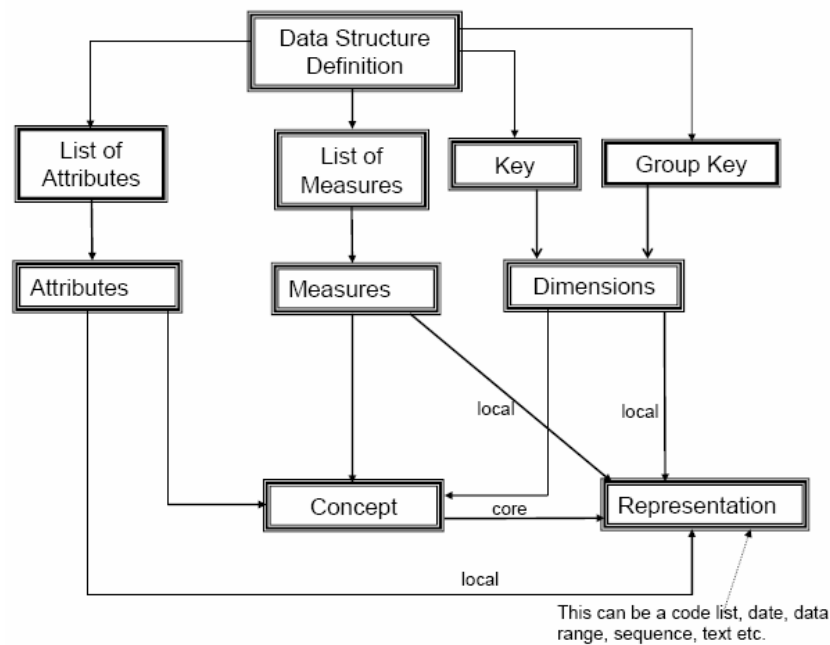 Data Structure
Definition
List of
Attributes
List of
Measures
Key
Group Key
Attributes
Measures
Dimensions
local
local
Concept
core
Representation
local
This can be a code list, date, data
range, sequence, text etc.